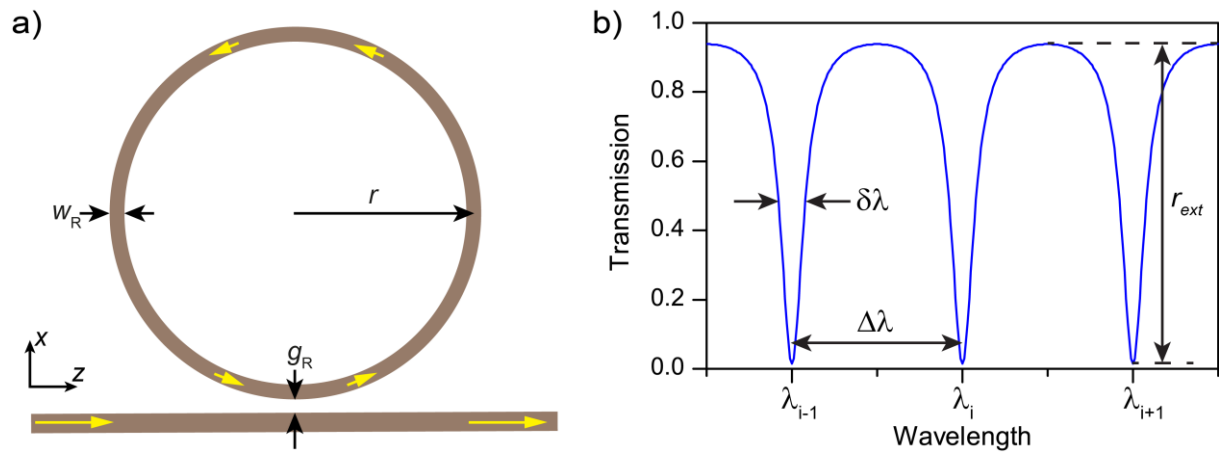 a)
w_R
r
g_R
x
z
b)
Transmission
1.0
0.8
0.6
0.4
0.2
0.0
δλ
Δλ
r_ext
λ_i-1
λ_i
λ_i+1
Wavelength